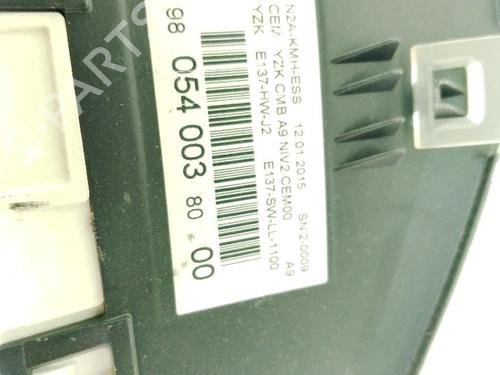 N2A-KMH-ESS 12.01.2015 SN 2-0009
CEM YZK CMB A9 NIV2 CEM00 A9
YZK E137-HW-J2 E137-SW-LL-1100
98 054 003 80 00